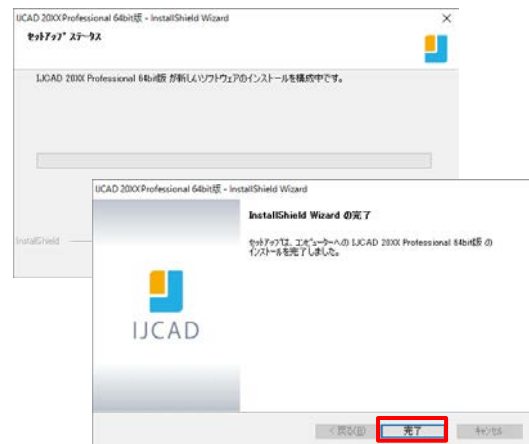 IJCAD 20XX Professional 64bit版 - InstallShield Wizard
セットアップ ステータス
IJCAD 20XX Professional 64bit版 が新しいソフトウェアのインストールを構成中です。
InstallShield
IJCAD 20XX Professional 64bit版 - InstallShield Wizard
InstallShield Wizard の完了
セットアップは、コンピューターへの IJCAD 20XX Professional 64bit版 の
インストールを完了しました。
IJCAD
< 戻る(B)
完了
キャンセル